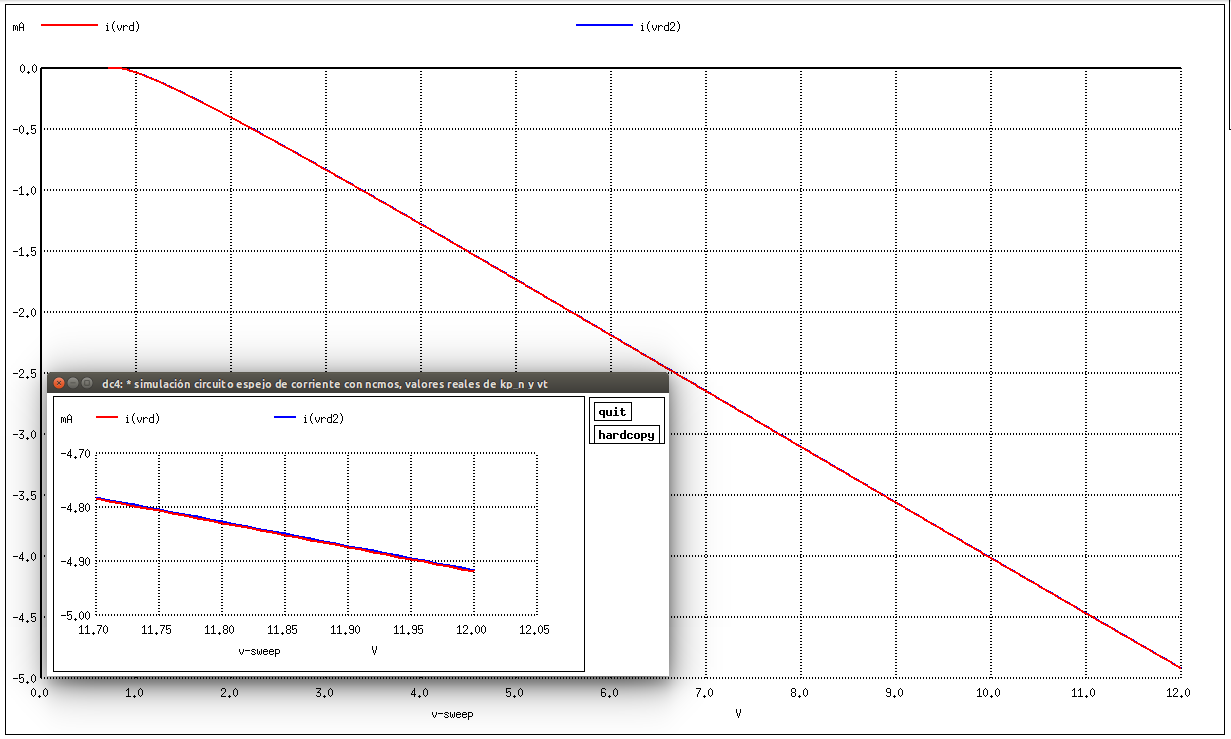 mA i(vrd) i(vrd2)
0.0
-0.5
-1.0
-1.5
-2.0
-2.5
-3.0
-3.5
-4.0
-4.5
-5.0
0.0 1.0 2.0 3.0 4.0 5.0 6.0 7.0 8.0 9.0 10.0 11.0 12.0
v-sweep V
dc4: * simulación circuito espejo de corriente con ncmos, valores reales de kp_n y vt
mA i(vrd) i(vrd2)
quit
hardcopy
-4.70
-4.80
-4.90
-5.00
11.70 11.75 11.80 11.85 11.90 11.95 12.00 12.05
v-sweep V